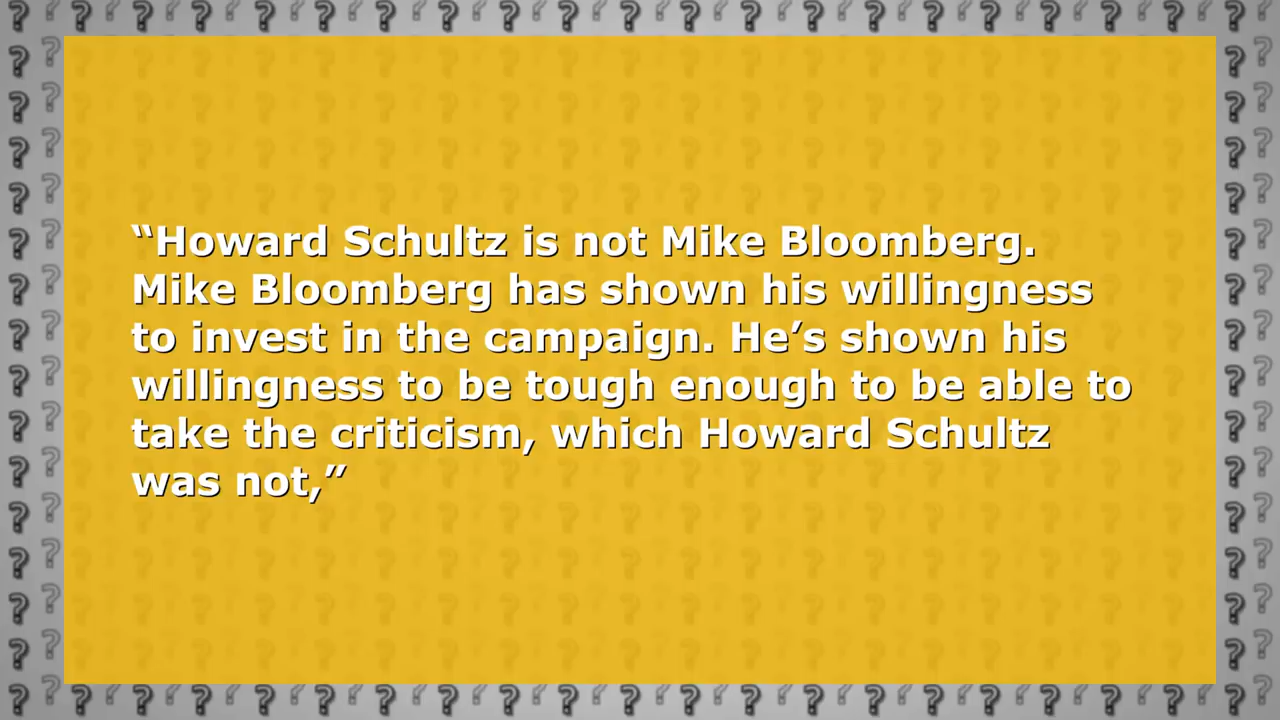 “Howard Schultz is not Mike Bloomberg.
Mike Bloomberg has shown his willingness
to invest in the campaign. He’s shown his
willingness to be tough enough to be able to
take the criticism, which Howard Schultz
was not,”